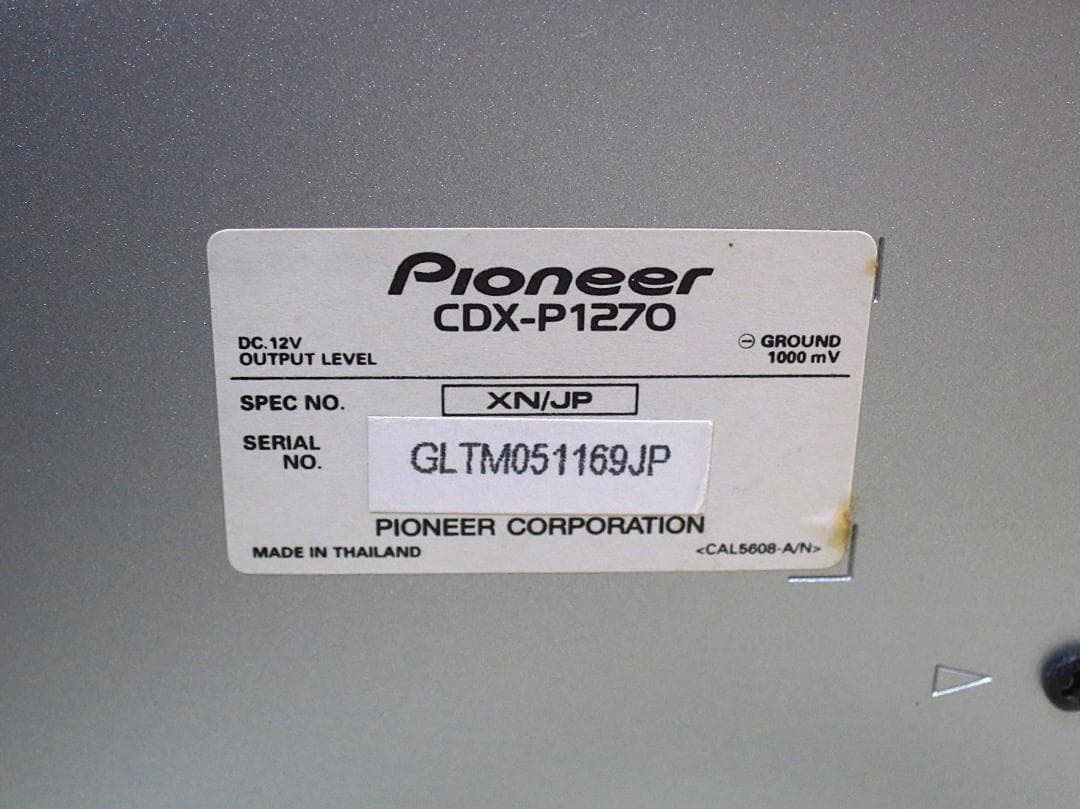 Pioneer
CDX-P1270
DC.12V
OUTPUT LEVEL
⊖ GROUND
1000 mV
SPEC NO.
XN/JP
SERIAL
NO.
GLTM051169JP
PIONEER CORPORATION
MADE IN THAILAND
<CAL5608-A/N>